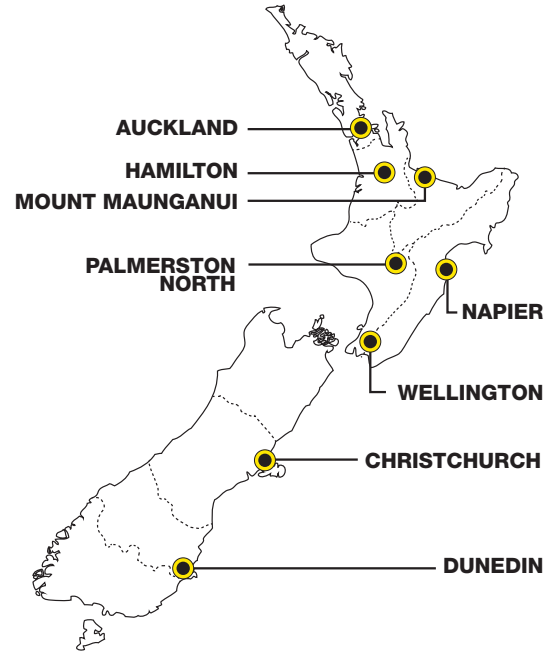 AUCKLAND
HAMILTON
MOUNT MAUNGANUI
PALMERSTON
NORTH
NAPIER
WELLINGTON
CHRISTCHURCH
DUNEDIN